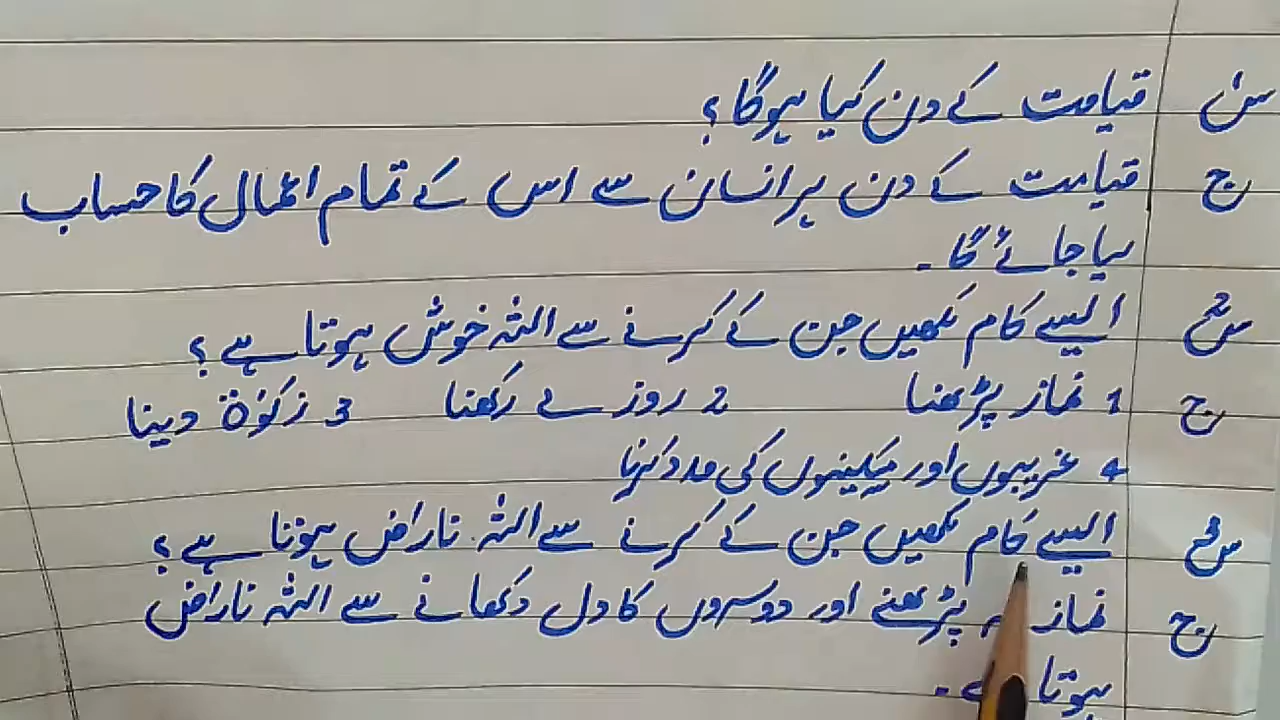 س۱ قیامت کے دن کیا ہوگا؟
ج قیامت کے دن ہر انسان سے اس کے تمام اعمال کا حساب
لیا جائے گا۔
س ایسے کام لکھیں جن کے کرنے سے اللہ خوش ہوتا ہے؟
ج 1 نماز پڑھنا 2 روزے رکھنا 3 زکوٰۃ دینا
4 غریبوں اور مسکینوں کی مدد کرنا
س ایسے کام لکھیں جن کے کرنے سے اللہ ناراض ہوتا ہے؟
ج نماز پڑھنے اور دوسروں کا دل دکھانے سے اللہ ناراض
ہوتا